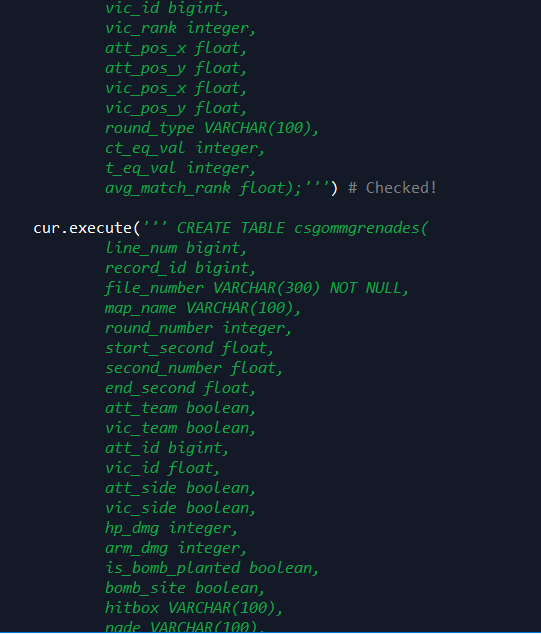 vic_id bigint,
vic_rank integer,
att_pos_x float,
att_pos_y float,
vic_pos_x float,
vic_pos_y float,
round_type VARCHAR(100),
ct_eq_val integer,
t_eq_val integer,
avg_match_rank float);''') # Checked!
cur.execute(''' CREATE TABLE csgommgrenades(
line_num bigint,
record_id bigint,
file_number VARCHAR(300) NOT NULL,
map_name VARCHAR(100),
round_number integer,
start_second float,
second_number float,
end_second float,
att_team boolean,
vic_team boolean,
att_id bigint,
vic_id float,
att_side boolean,
vic_side boolean,
hp_dmg integer,
arm_dmg integer,
is_bomb_planted boolean,
bomb_site boolean,
hitbox VARCHAR(100),
nade VARCHAR(100),